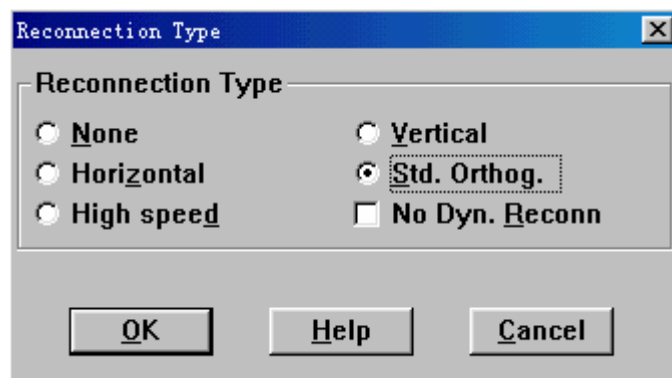 Reconnection Type
Reconnection Type
None
Vertical
Horizontal
Std. Orthog.
High speed
No Dyn. Reconn
OK
Help
Cancel